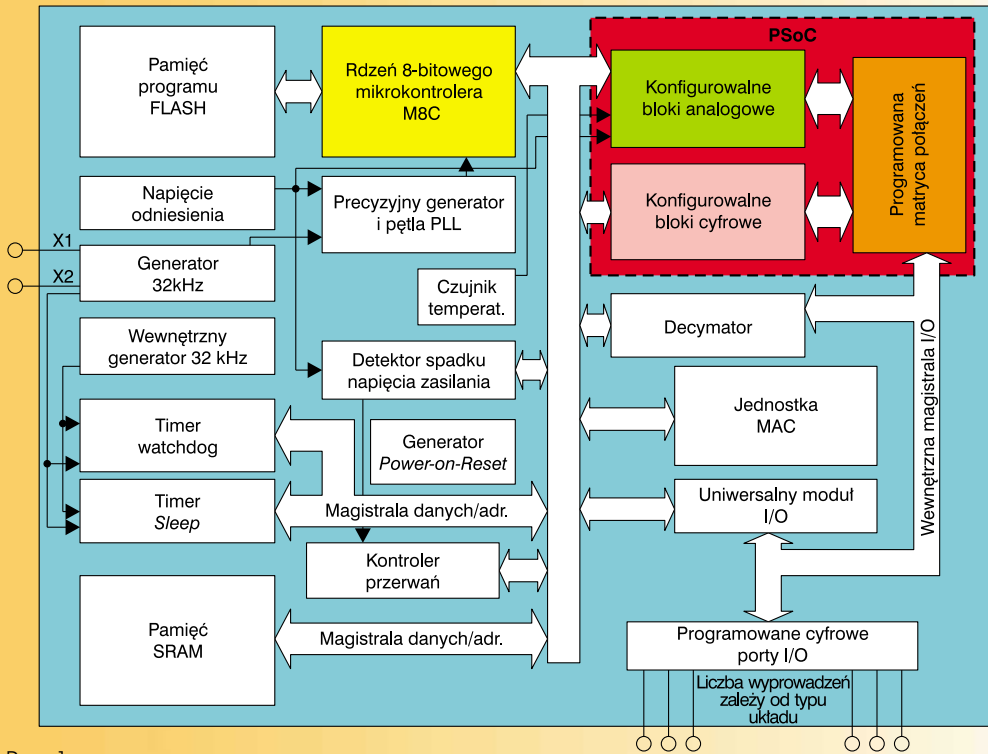 PSoC
Pamięć
programu
FLASH
Rdzeń 8-bitowego
mikrokontrolera
M8C
Konfigurowalne
bloki analogowe
Programowana
matryca połączeń
Napięcie
odniesienia
Precyzyjny generator
i pętla PLL
Konfigurowalne
bloki cyfrowe
X1
X2
Generator
32kHz
Czujnik
temperat.
Wewnętrzny
generator 32 kHz
Detektor spadku
napięcia zasilania
Decymator
Wewnętrzna magistrala I/O
Timer
watchdog
Generator
Power-on-Reset
Jednostka
MAC
Timer
Sleep
Magistrala danych/adr.
Uniwersalny moduł
I/O
Kontroler
przerwań
Pamięć
SRAM
Magistrala danych/adr.
Programowane cyfrowe
porty I/O
Liczba wyprowadzeń
zależy od typu
układu